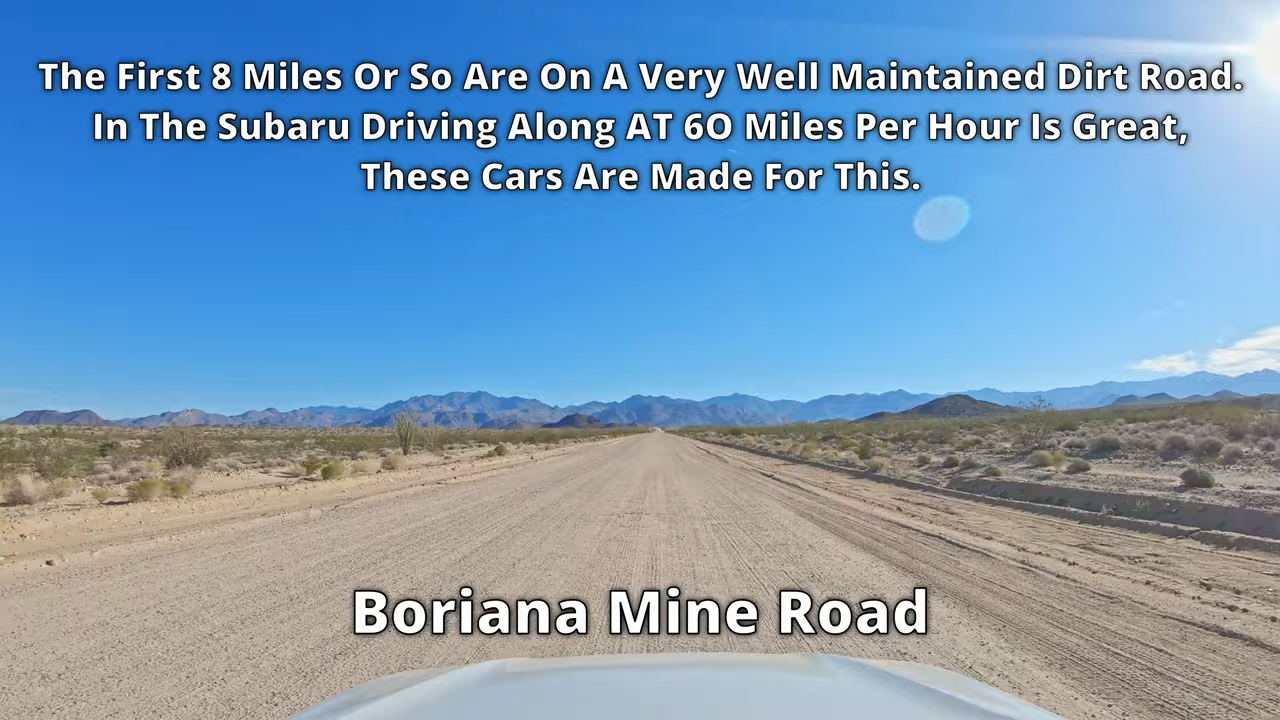 The First 8 Miles Or So Are On A Very Well Maintained Dirt Road.
In The Subaru Driving Along AT 6O Miles Per Hour Is Great,
These Cars Are Made For This.
Boriana Mine Road